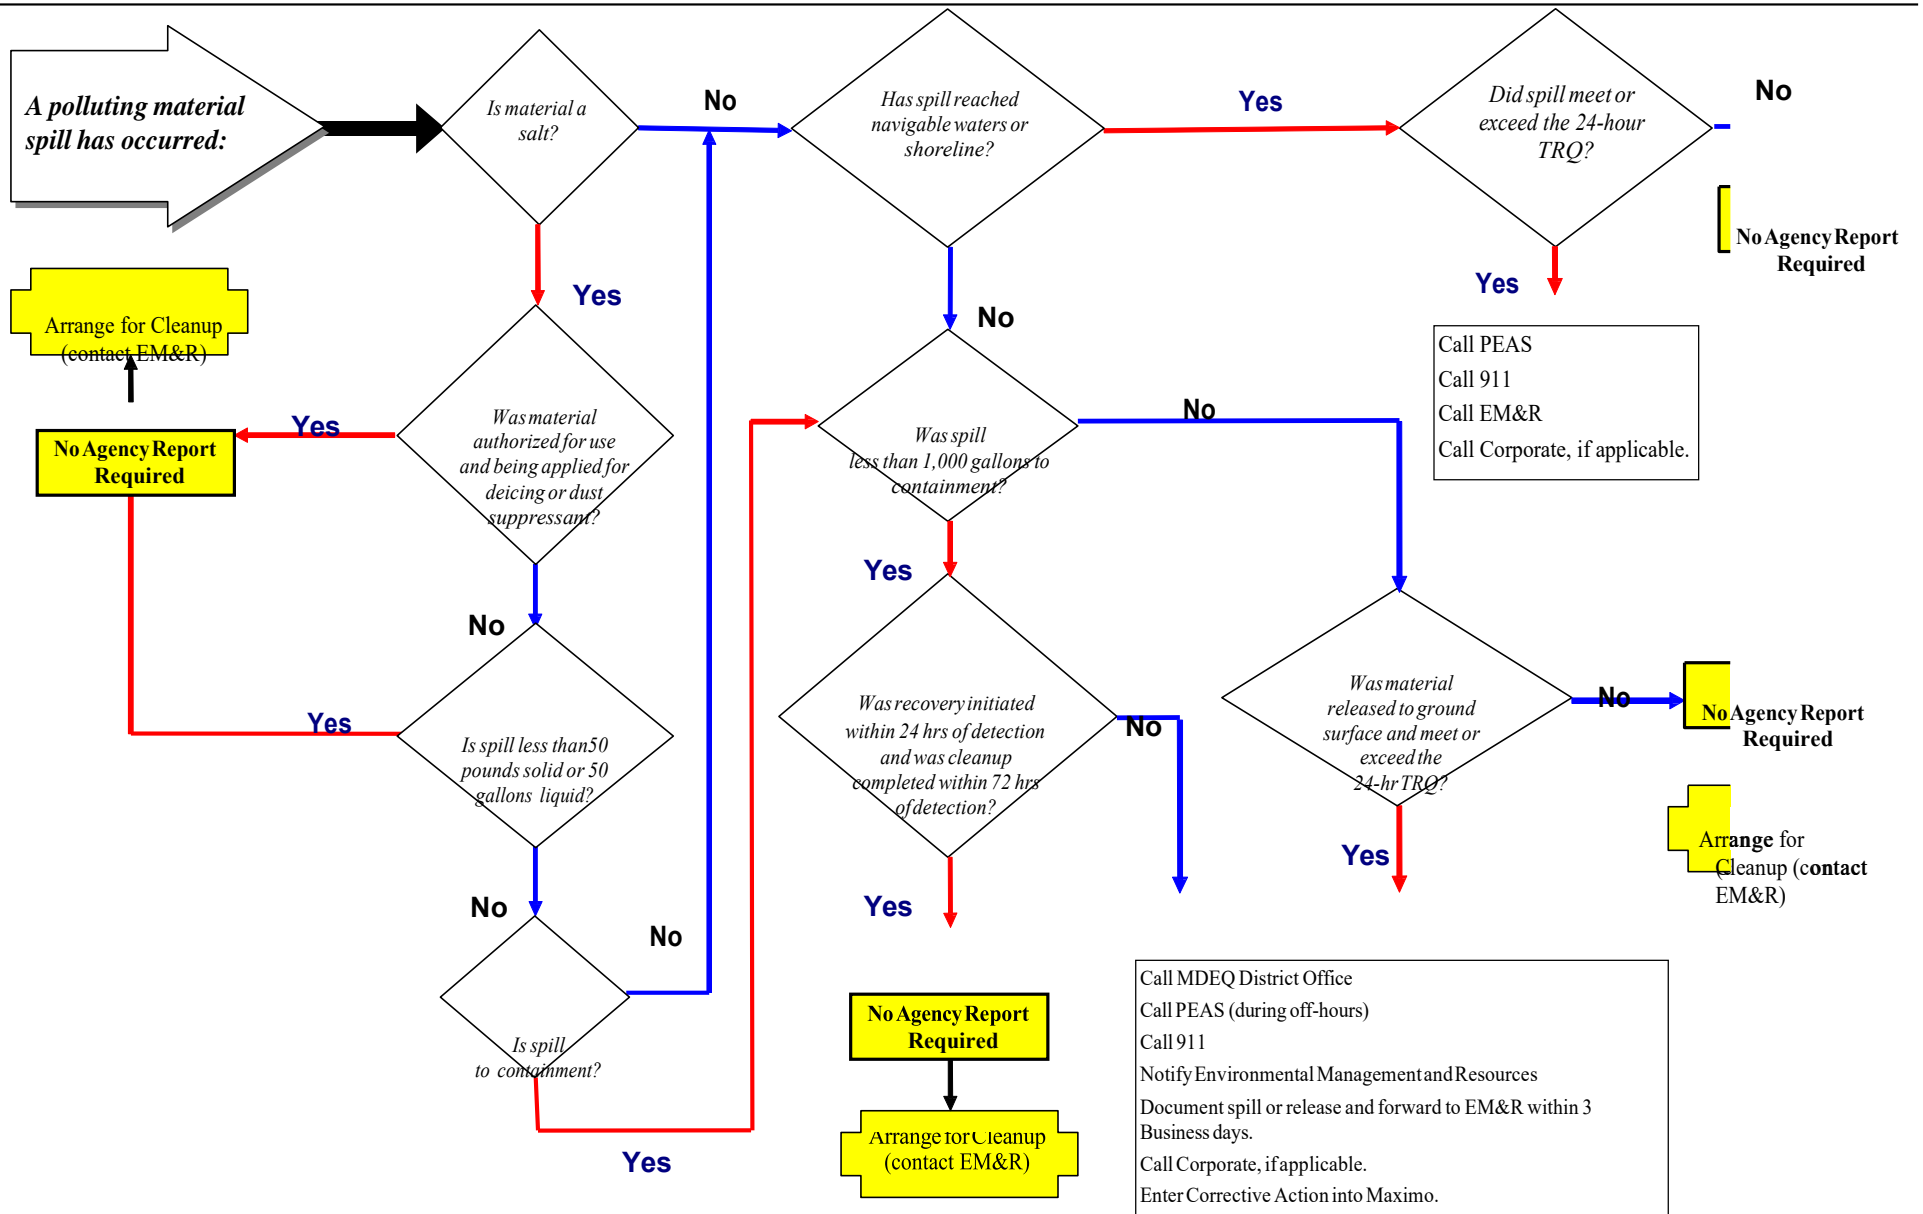 A polluting material
spill has occurred:
Is material a
salt?
No
Has spill reached
navigable waters or
shoreline?
Yes
Did spill meet or
exceed the 24-hour
TRQ?
No
No Agency Report
Required
Yes
Yes
No
Call PEAS
Call 911
Call EM&R
Call Corporate, if applicable.
Arrange for Cleanup
(contact EM&R)
No Agency Report
Required
Yes
Was material
authorized for use
and being applied for
deicing or dust
suppressant?
Was spill
less than 1,000 gallons to
containment?
No
Yes
No
Yes
Is spill less than50
pounds solid or 50
gallons liquid?
Was recovery initiated
within 24 hrs of detection
and was cleanup
completed within 72 hrs
of detection?
No
Was material
released to ground
surface and meet or
exceed the
24-hr TRQ?
No
No Agency Report
Required
Yes
Arrange for
Cleanup (contact
EM&R)
No
No
Yes
Is spill
to containment?
Yes
No Agency Report
Required
Arrange for Cleanup
(contact EM&R)
Call MDEQ District Office
Call PEAS (during off-hours)
Call 911
Notify Environmental Management and Resources
Document spill or release and forward to EM&R within 3
Business days.
Call Corporate, if applicable.
Enter Corrective Action into Maximo.